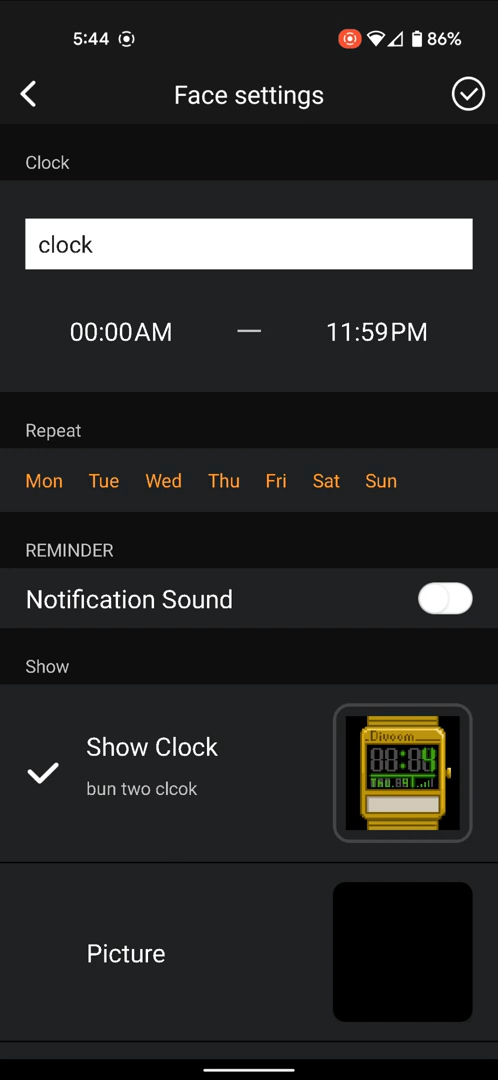 5:44 86%
Face settings
Clock
clock
00:00AM — 11:59PM
Repeat
Mon Tue Wed Thu Fri Sat Sun
REMINDER
Notification Sound
Show
Show Clock
bun two clcok
Divoom
Picture